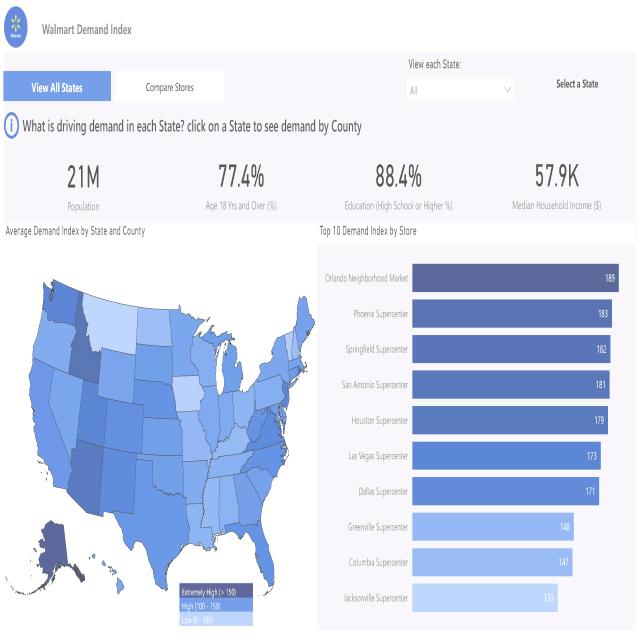 Walmart
Walmart Demand Index
View All States
Compare Stores
View each State:
All
Select a State
i What is driving demand in each State? click on a State to see demand by County
21M
Population
77.4%
Age 18 Yrs and Over (%)
88.4%
Education (High School or Higher %)
57.9K
Median Household Income ($)
Average Demand Index by State and County
Extremely High (> 150)
High (100 - 150)
Low (0 - 100)
Top 10 Demand Index by Store
Orlando Neighborhood Market 189
Phoenix Supercenter 183
Springfield Supercenter 182
San Antonio Supercenter 181
Houston Supercenter 179
Las Vegas Supercenter 173
Dallas Supercenter 171
Greenville Supercenter 148
Columbia Supercenter 147
Jacksonville Supercenter 133